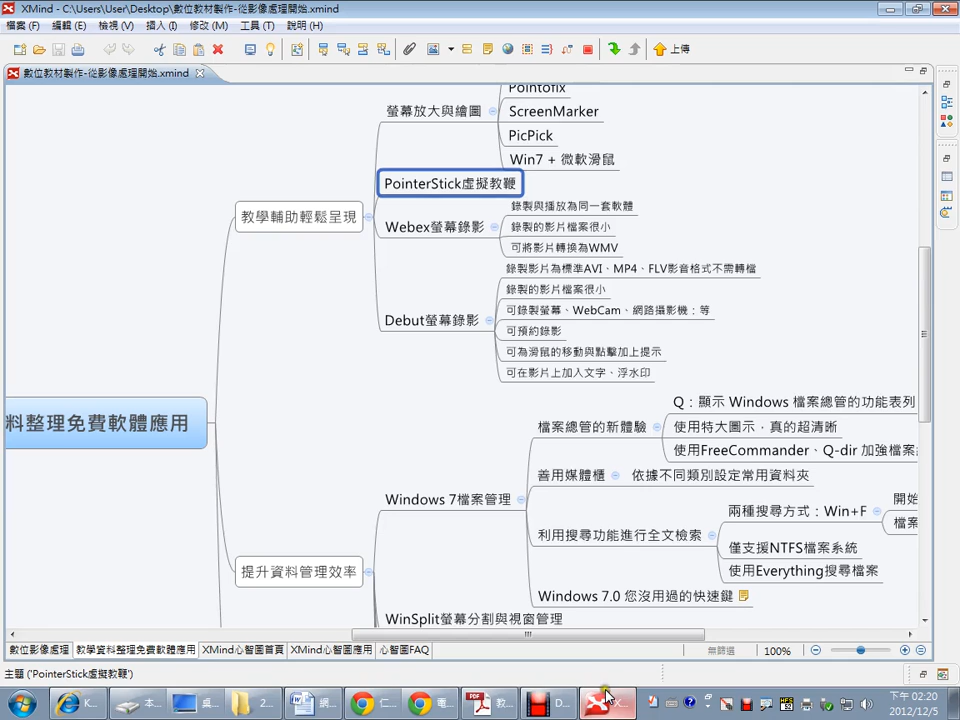 XMind - C:\Users\User\Desktop\數位教材製作-從影像處理開始.xmind
檔案 (F) 編輯 (E) 檢視 (V) 插入 (I) 修改 (M) 工具 (T) 說明 (H)
上傳
數位教材製作-從影像處理開始.xmind
Pointofix
螢幕放大與繪圖
ScreenMarker
PicPick
Win7 + 微軟滑鼠
PointerStick虛擬教鞭
教學輔助輕鬆呈現
Webex螢幕錄影
錄製與播放為同一套軟體
錄製的影片檔案很小
可將影片轉換為WMV
錄製影片為標準AVI、MP4、FLV影音格式不需轉檔
錄製的影片檔案很小
Debut螢幕錄影
可錄製螢幕、WebCam、網路攝影機：等
可預約錄影
可為滑鼠的移動與點擊加上提示
可在影片上加入文字、浮水印
料整理免費軟體應用
Q：顯示 Windows 檔案總管的功能表列
檔案總管的新體驗
使用特大圖示，真的超清晰
使用FreeCommander、Q-dir 加強檔案
善用媒體櫃
依據不同類別設定常用資料夾
Windows 7檔案管理
開始
兩種搜尋方式：Win+F
檔案
利用搜尋功能進行全文檢索
僅支援NTFS檔案系統
使用Everything搜尋檔案
提升資料管理效率
Windows 7.0 您沒用過的快速鍵
WinSplit螢幕分割與視窗管理
數位影像處理 教學資料整理免費軟體應用 XMind心智圖首頁 XMind心智圖應用 心智圖FAQ
無篩選 100%
主題 ('PointerStick虛擬教鞭')
K... 本... 桌... 2... 網... 仁... 電... 教... D... X...
下午 02:20
2012/12/5